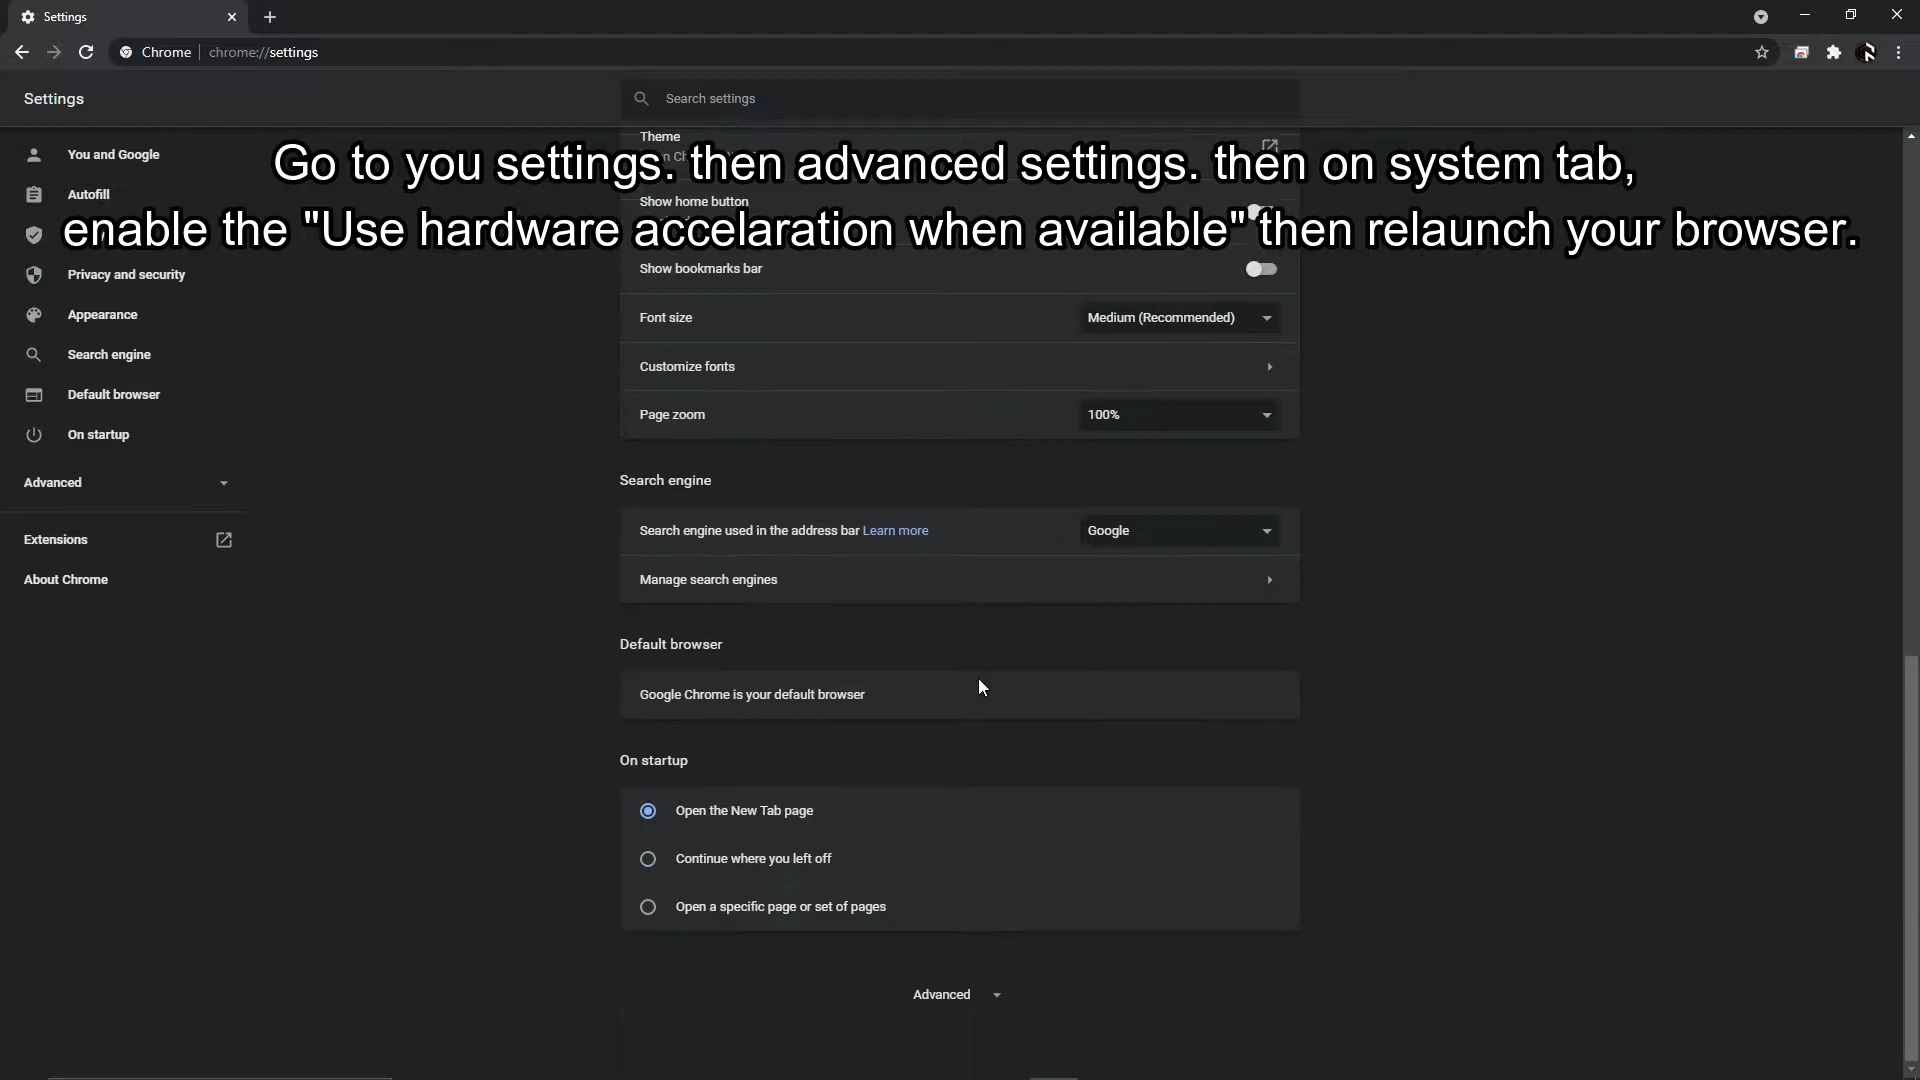 Settings
Chrome chrome://settings
Settings
Search settings
Go to you settings. then advanced settings. then on system tab,
enable the "Use hardware accelaration when available" then relaunch your browser.
You and Google
Autofill
Privacy and security
Appearance
Search engine
Default browser
On startup
Advanced
Extensions
About Chrome
Theme
Show home button
Show bookmarks bar
Font size Medium (Recommended)
Customize fonts
Page zoom 100%
Search engine
Search engine used in the address bar Learn more Google
Manage search engines
Default browser
Google Chrome is your default browser
On startup
Open the New Tab page
Continue where you left off
Open a specific page or set of pages
Advanced